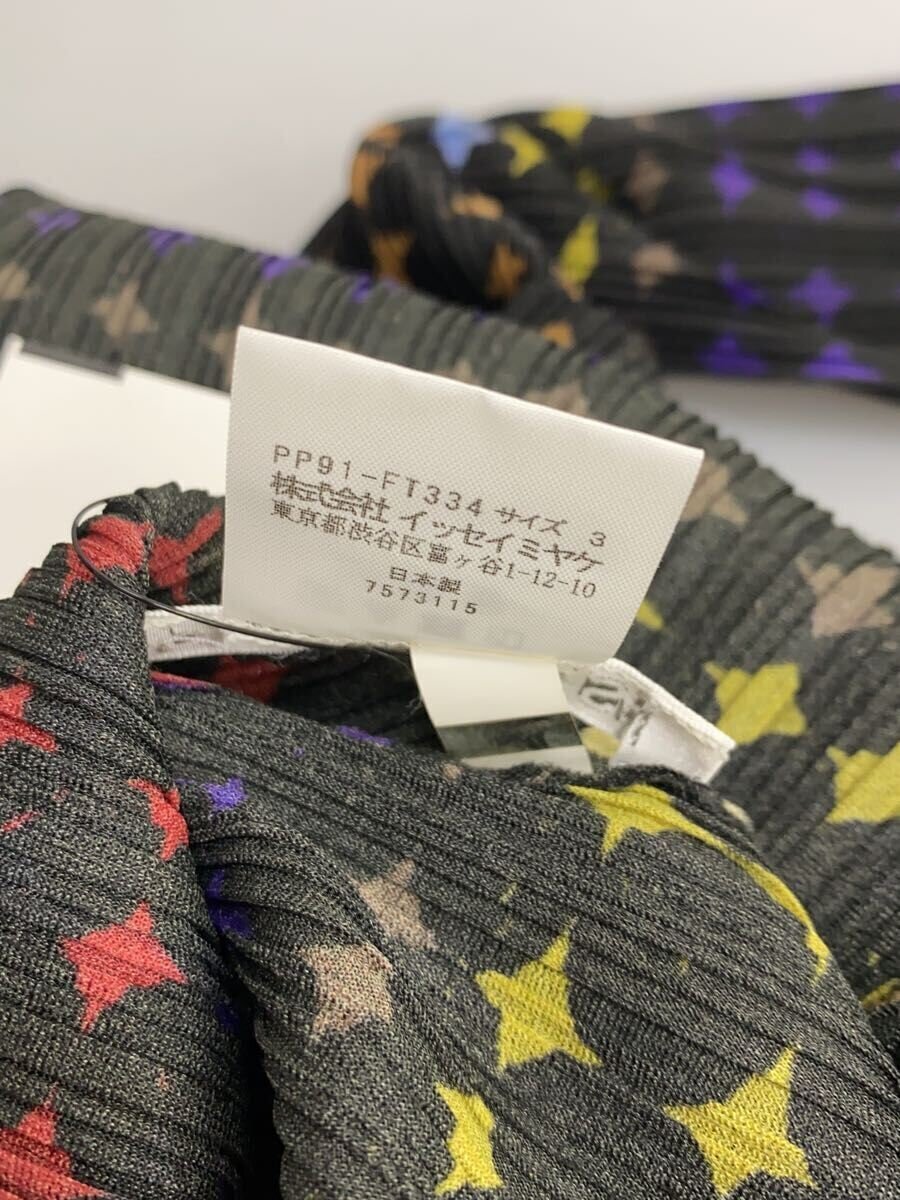 PP91-FT334 サイズ 3
株式会社 イッセイミヤケ
東京都渋谷区富ヶ谷1-12-10
日本製
7573115